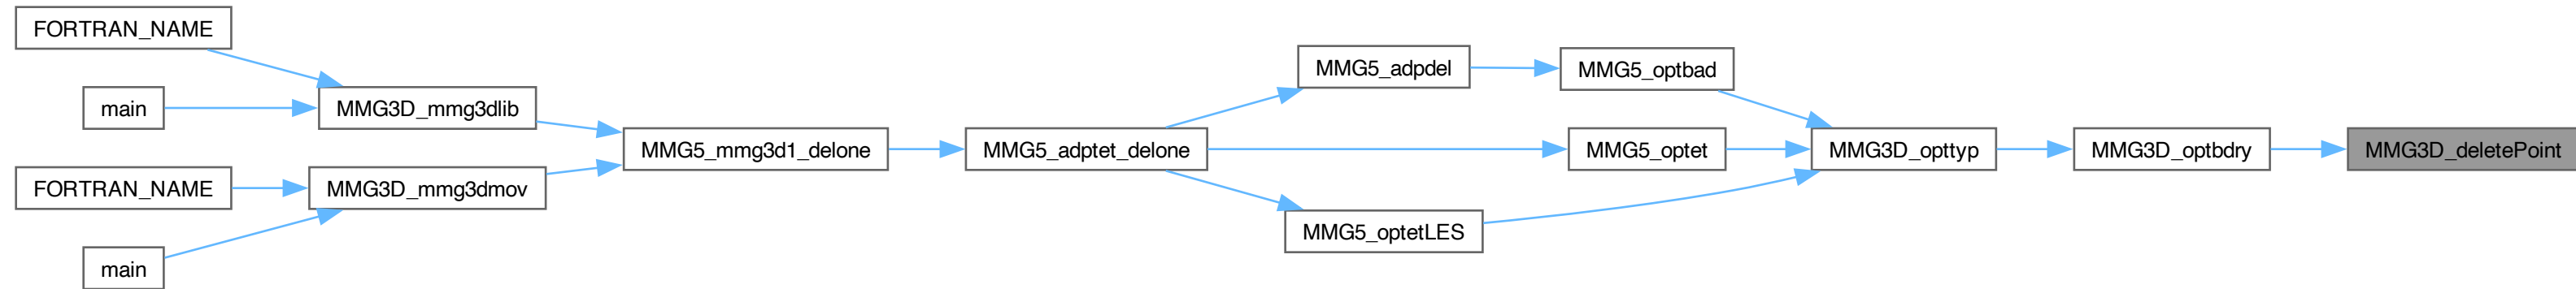 FORTRAN_NAME
main
MMG3D_mmg3dlib
FORTRAN_NAME
main
MMG3D_mmg3dmov
MMG5_mmg3d1_delone
MMG5_adptet_delone
MMG5_adpdel
MMG5_optbad
MMG5_optet
MMG5_optetLES
MMG3D_opttyp
MMG3D_optbdry
MMG3D_deletePoint